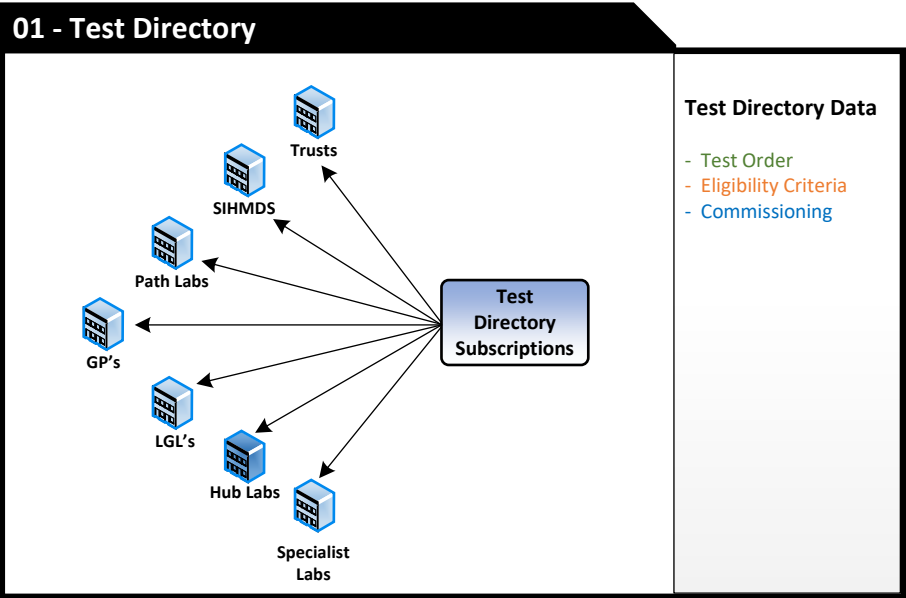 01 - Test Directory
Trusts
SIHMDS
Path Labs
GP's
LGL's
Hub Labs
Specialist
Labs
Test
Directory
Subscriptions
Test Directory Data
- Test Order
- Eligibility Criteria
- Commissioning